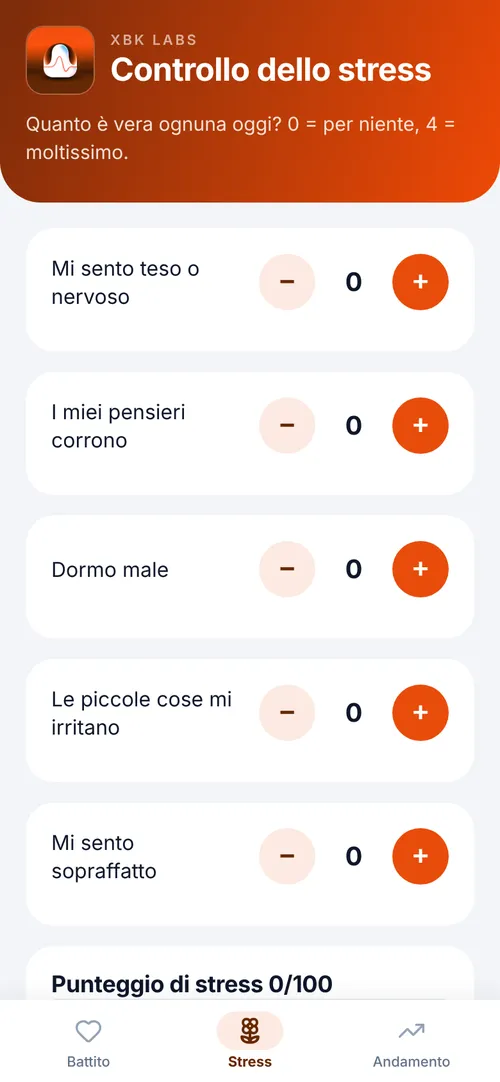 XBK LABS
Controllo dello stress
Quanto è vera ognuna oggi? 0 = per niente, 4 =
moltissimo.
Mi sento teso o
nervoso
− 0 +
I miei pensieri
corrono
− 0 +
Dormo male
− 0 +
Le piccole cose mi
irritano
− 0 +
Mi sento
sopraffatto
− 0 +
Punteggio di stress 0/100
Battito
Stress
Andamento